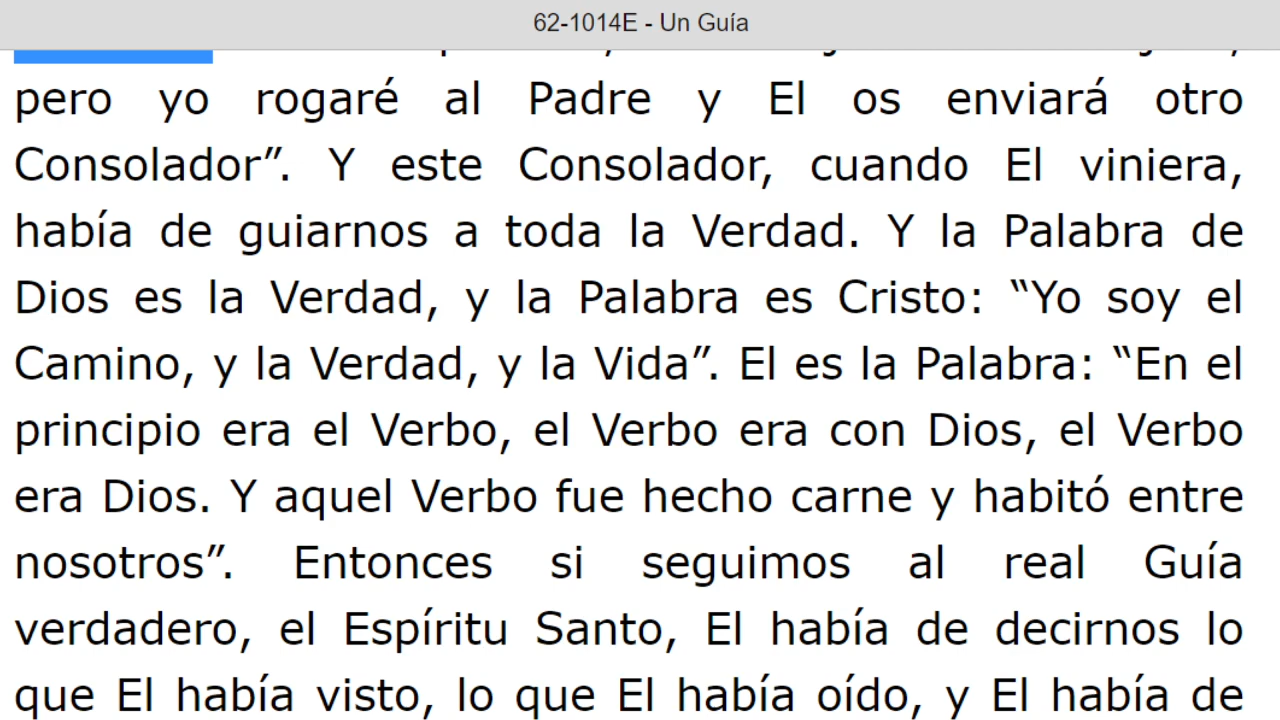 62-1014E - Un Guía
pero yo rogaré al Padre y El os enviará otro
Consolador”. Y este Consolador, cuando El viniera,
había de guiarnos a toda la Verdad. Y la Palabra de
Dios es la Verdad, y la Palabra es Cristo: “Yo soy el
Camino, y la Verdad, y la Vida”. El es la Palabra: “En el
principio era el Verbo, el Verbo era con Dios, el Verbo
era Dios. Y aquel Verbo fue hecho carne y habitó entre
nosotros”. Entonces si seguimos al real Guía
verdadero, el Espíritu Santo, El había de decirnos lo
que El había visto, lo que El había oído, y El había de